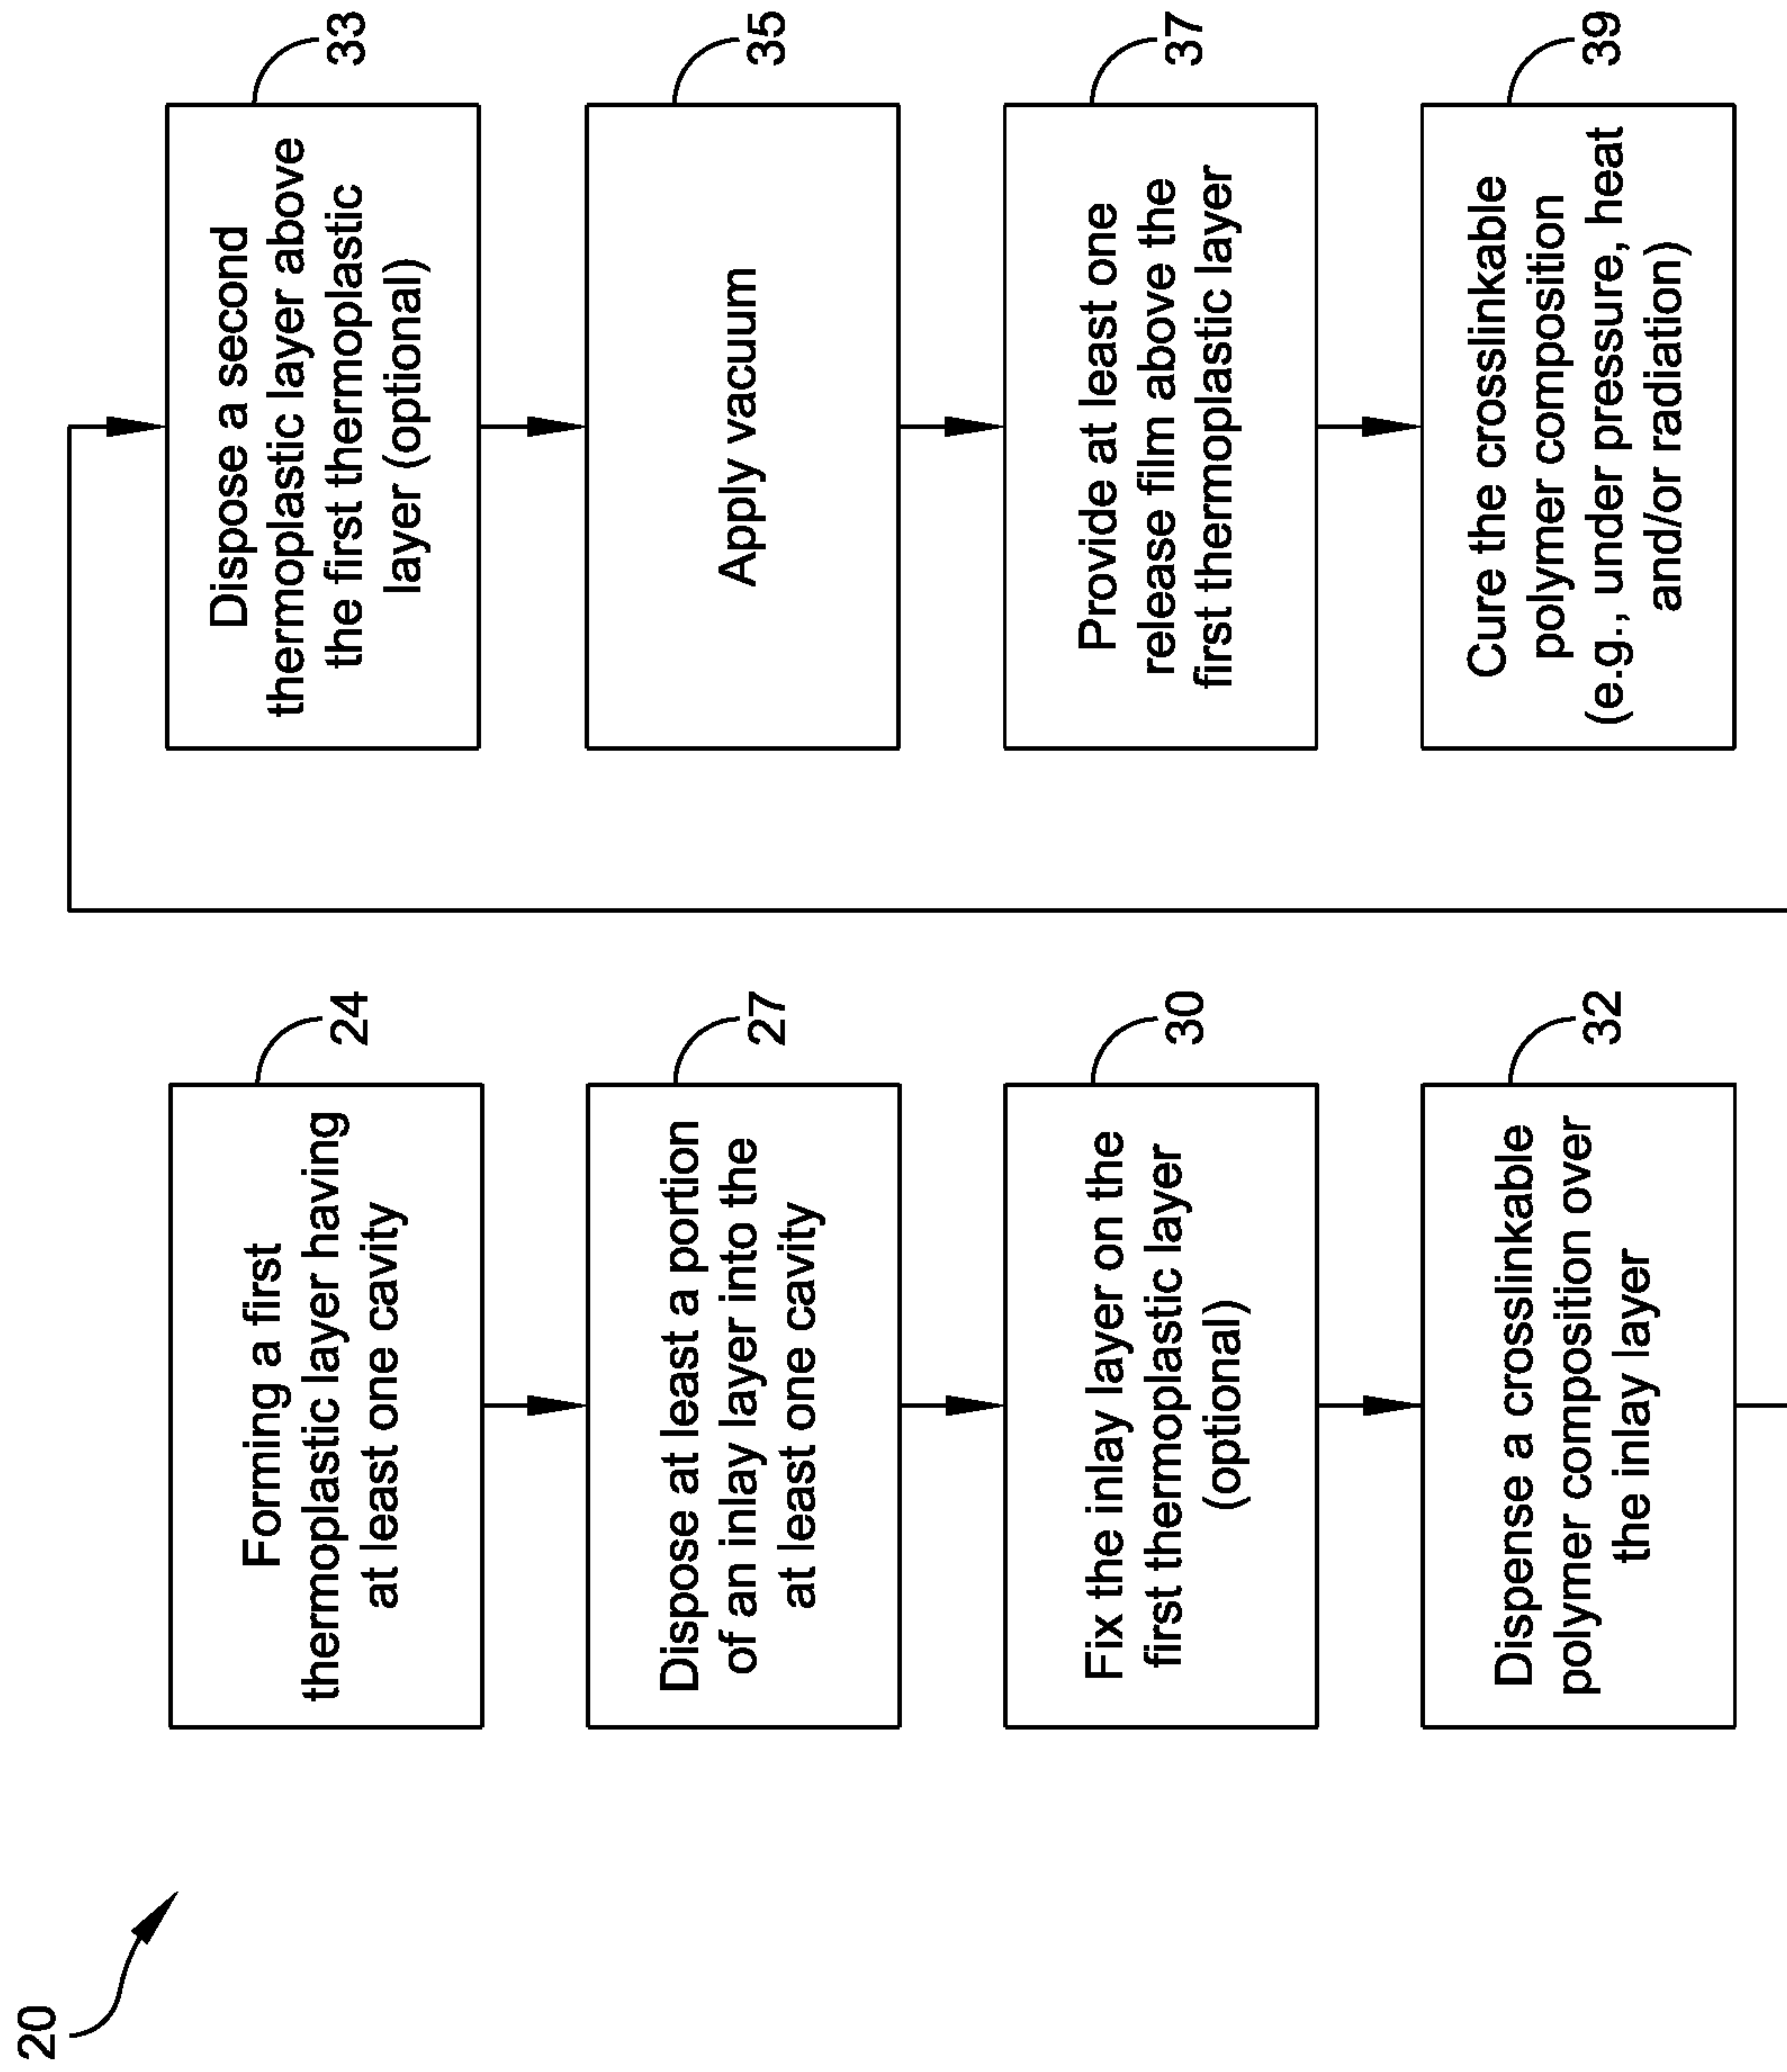 20
Forming a first
thermoplastic layer having
at least one cavity
24
Dispose at least a portion
of an inlay layer into the
at least one cavity
27
Fix the inlay layer on the
first thermoplastic layer
(optional)
30
Dispense a crosslinkable
polymer composition over
the inlay layer
32
Dispose a second
thermoplastic layer above
the first thermoplastic
layer (optional)
33
Apply vacuum
35
Provide at least one
release film above the
first thermoplastic layer
37
Cure the crosslinkable
polymer composition
(e.g., under pressure, heat
and/or radiation)
39